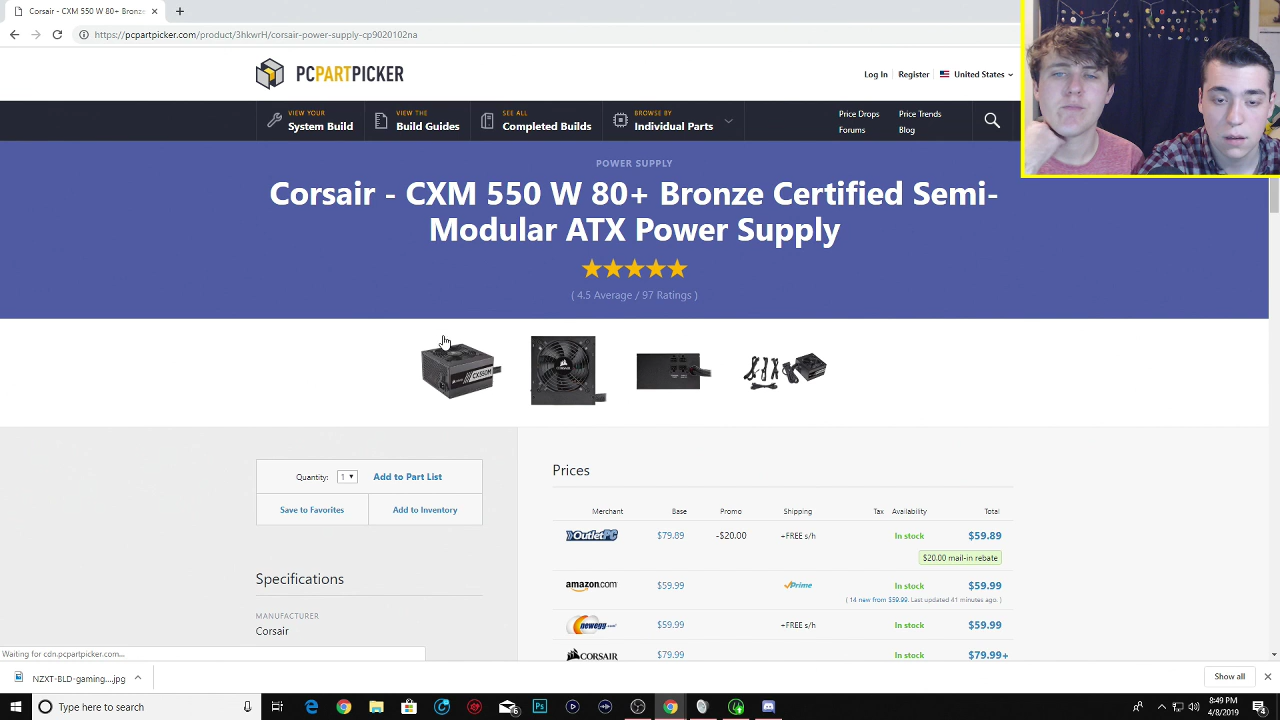 Corsair - CXM 550 W 80+ Bronze
https://pcpartpicker.com/product/3hkwrH/corsair-power-supply-cp9020102na
PCPARTPICKER
Log In Register United States
VIEW YOUR
System Build
VIEW THE
Build Guides
SEE ALL
Completed Builds
BROWSE BY
Individual Parts
Price Drops Price Trends
Forums Blog
POWER SUPPLY
Corsair - CXM 550 W 80+ Bronze Certified Semi-
Modular ATX Power Supply
( 4.5 Average / 97 Ratings )
CX550M
Quantity: 1 Add to Part List
Save to Favorites Add to Inventory
Prices
Merchant Base Promo Shipping Tax Availability Total
OutletPC $79.89 -$20.00 +FREE s/h In stock $59.89
$20.00 mail-in rebate
amazon.com $59.99 Prime In stock $59.99
( 14 new from $59.99. Last updated 41 minutes ago. )
newegg.com $59.99 +FREE s/h In stock $59.99
CORSAIR $79.99 In stock $79.99+
Specifications
MANUFACTURER
Corsair
Waiting for cdn.pcpartpicker.com...
NZXT-BLD-gaming....jpg
Show all
Type here to search
8:49 PM
4/8/2019